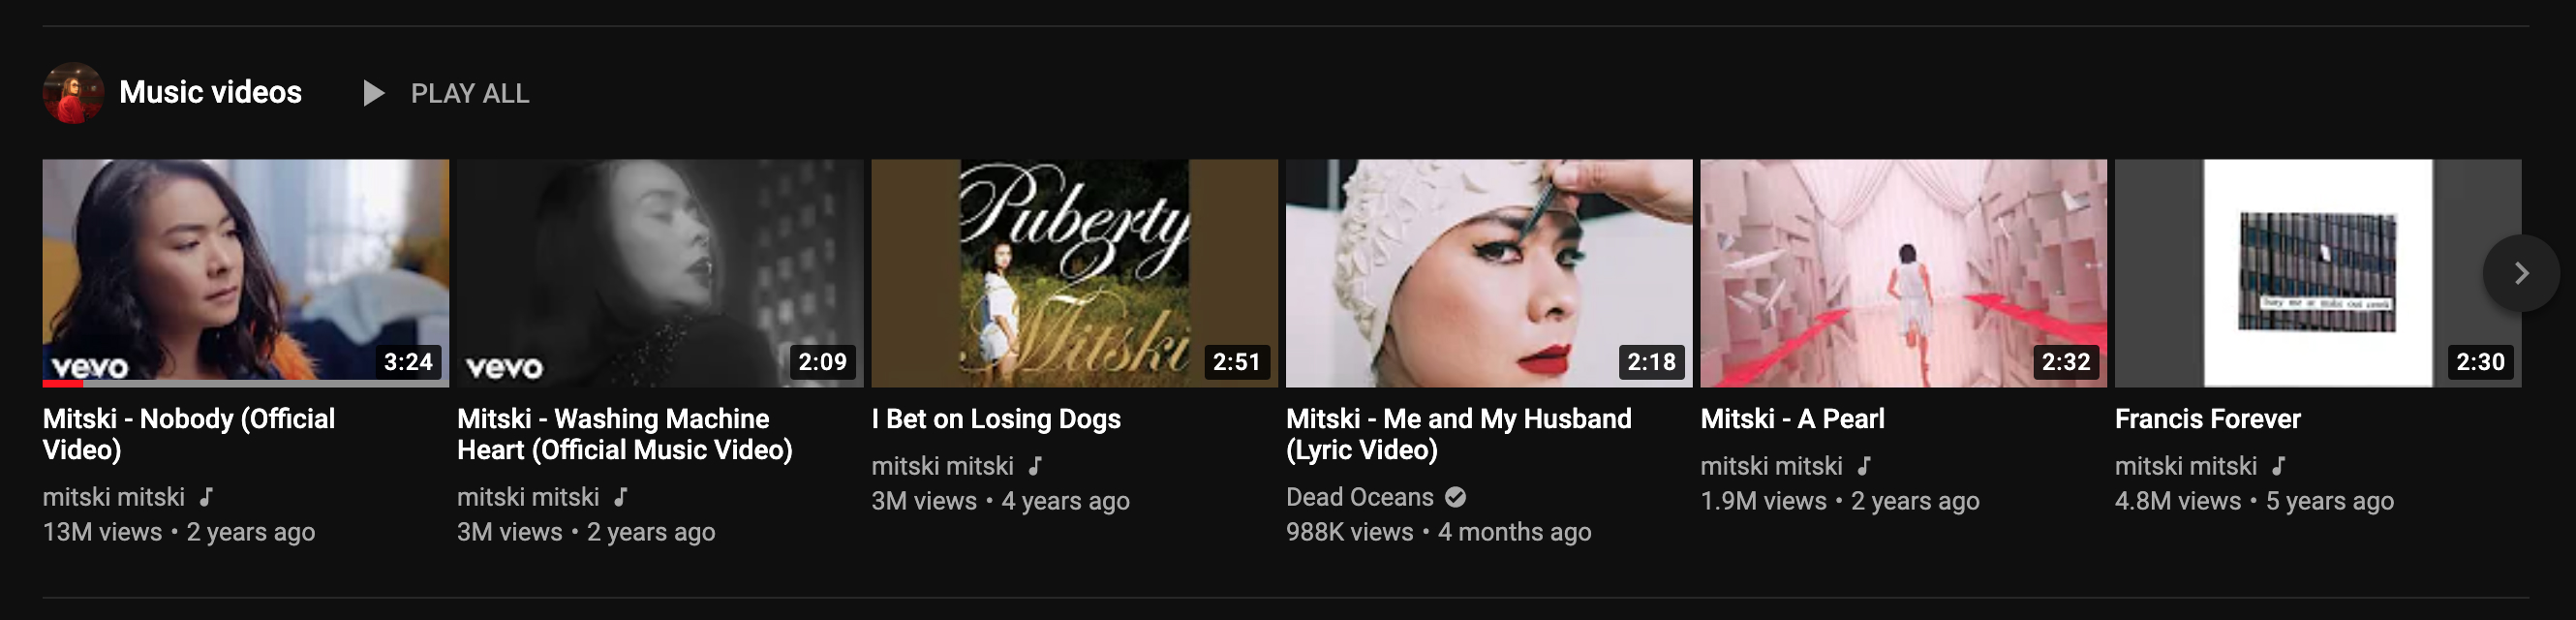 Music videos
PLAY ALL
vevo
3:24
vevo
2:09
Puberty
2
Mitski
2:51
2:18
2:32
2:30
Mitski - Nobody (Official
Video)
mitski mitski
13M views • 2 years ago
Mitski - Washing Machine
Heart (Official Music Video)
mitski mitski
3M views • 2 years ago
I Bet on Losing Dogs
mitski mitski
3M views • 4 years ago
Mitski - Me and My Husband
(Lyric Video)
Dead Oceans
988K views • 4 months ago
Mitski - A Pearl
mitski mitski
1.9M views • 2 years ago
Francis Forever
mitski mitski
4.8M views • 5 years ago